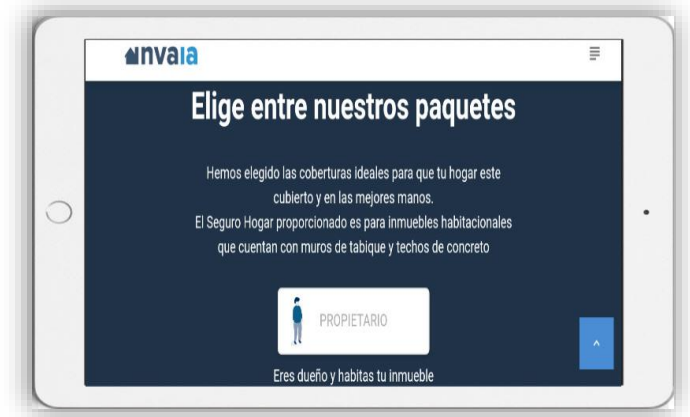 nvaia
Elige entre nuestros paquetes
Hemos elegido las coberturas ideales para que tu hogar este
cubierto y en las mejores manos.
El Seguro Hogar proporcionado es para inmuebles habitacionales
que cuentan con muros de tabique y techos de concreto
PROPIETARIO
Eres dueño y habitas tu inmueble